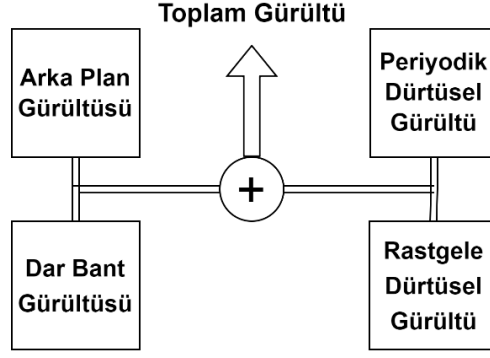 Toplam Gürültü
Arka Plan
Gürültüsü
Periyodik
Dürtüsel
Gürültü
+
Dar Bant
Gürültüsü
Rastgele
Dürtüsel
Gürültü